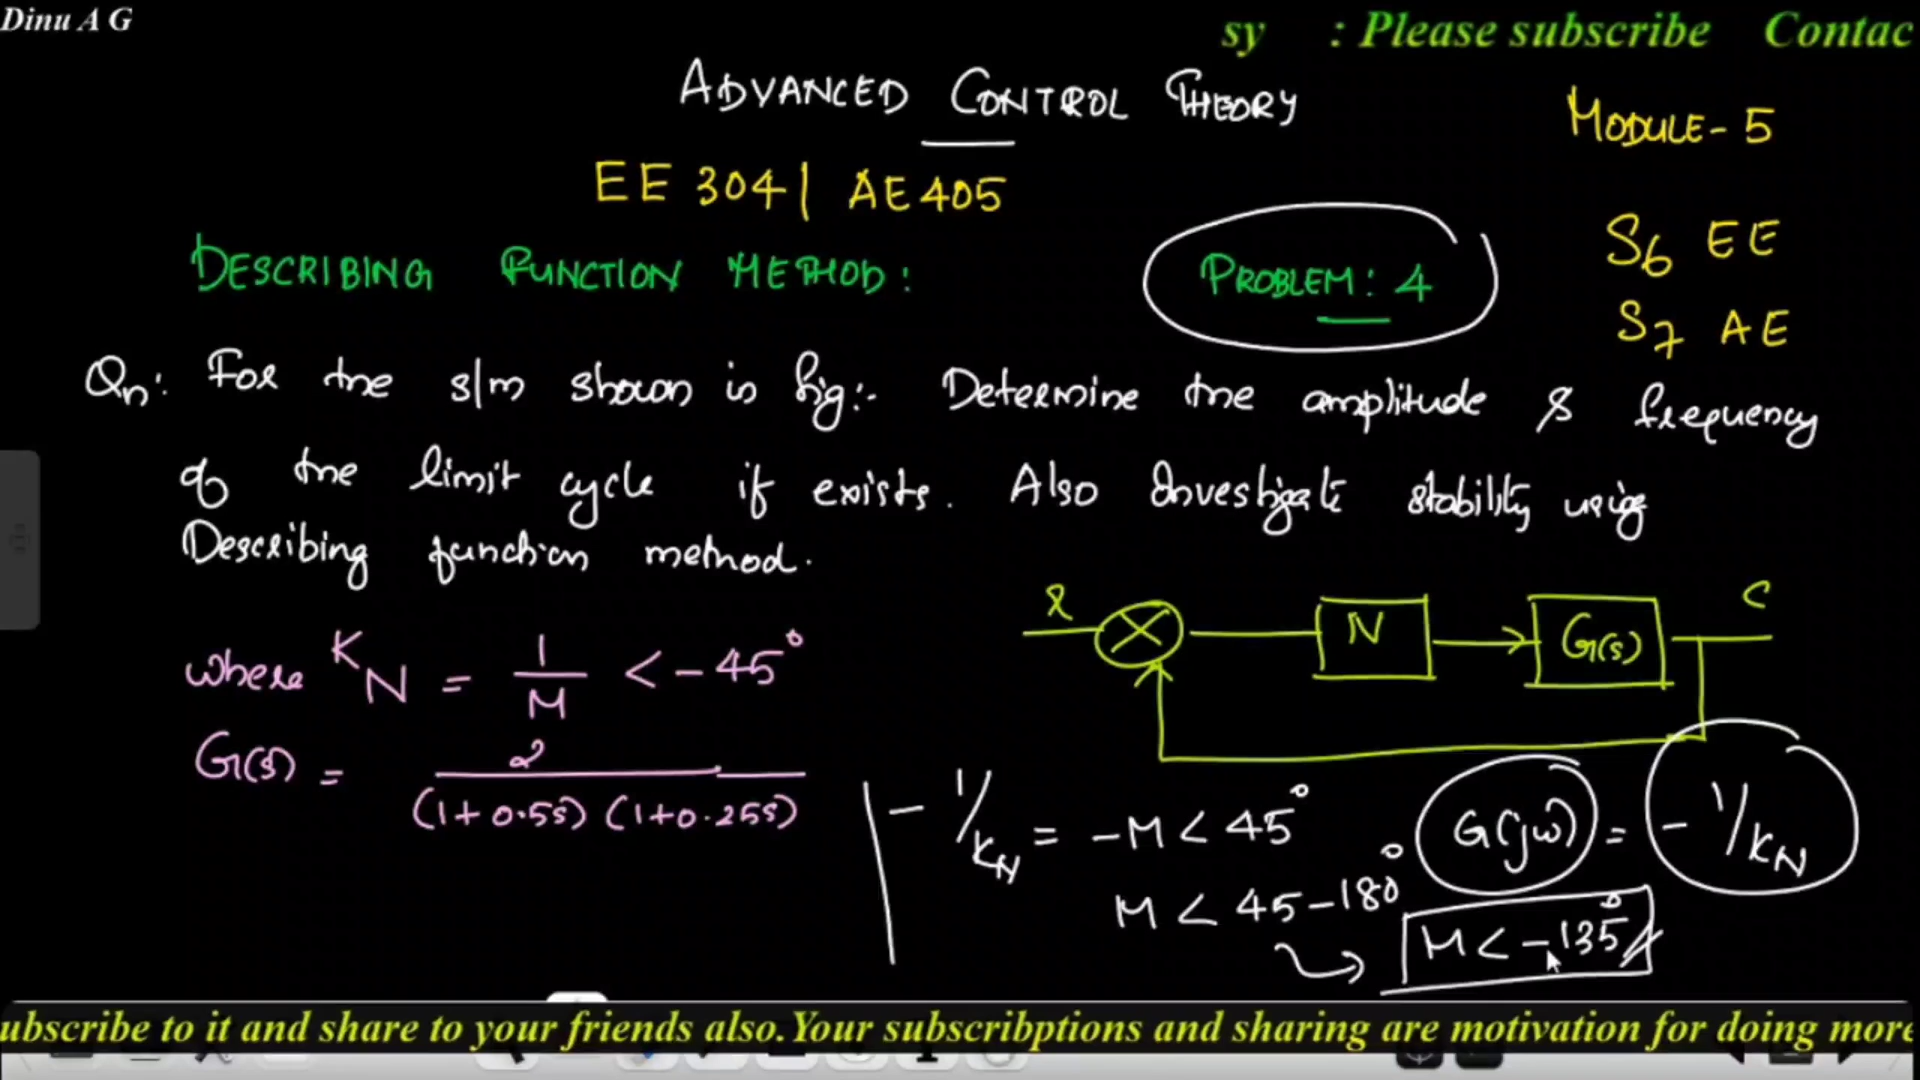 Dinu A G
sy : Please subscribe Contac
ADVANCED CONTROL THEORY
MODULE - 5
EE 304 | AE 405
S6 EE
DESCRIBING FUNCTION METHOD :
PROBLEM : 4
S7 AE
Qn: For the s/m shown in fig:- Determine the amplitude & frequency
of the limit cycle if exists. Also Investigate stability using
Describing function method.
R N G(s) C
where KN = 1/M < -45°
G(s) = 2 / (1+0.5s) (1+0.25s)
- 1/KN = -M < 45°
G(jω) = - 1/KN
M < 45 - 180°
M < -135°
ubscribe to it and share to your friends also.Your subscribptions and sharing are motivation for doing more